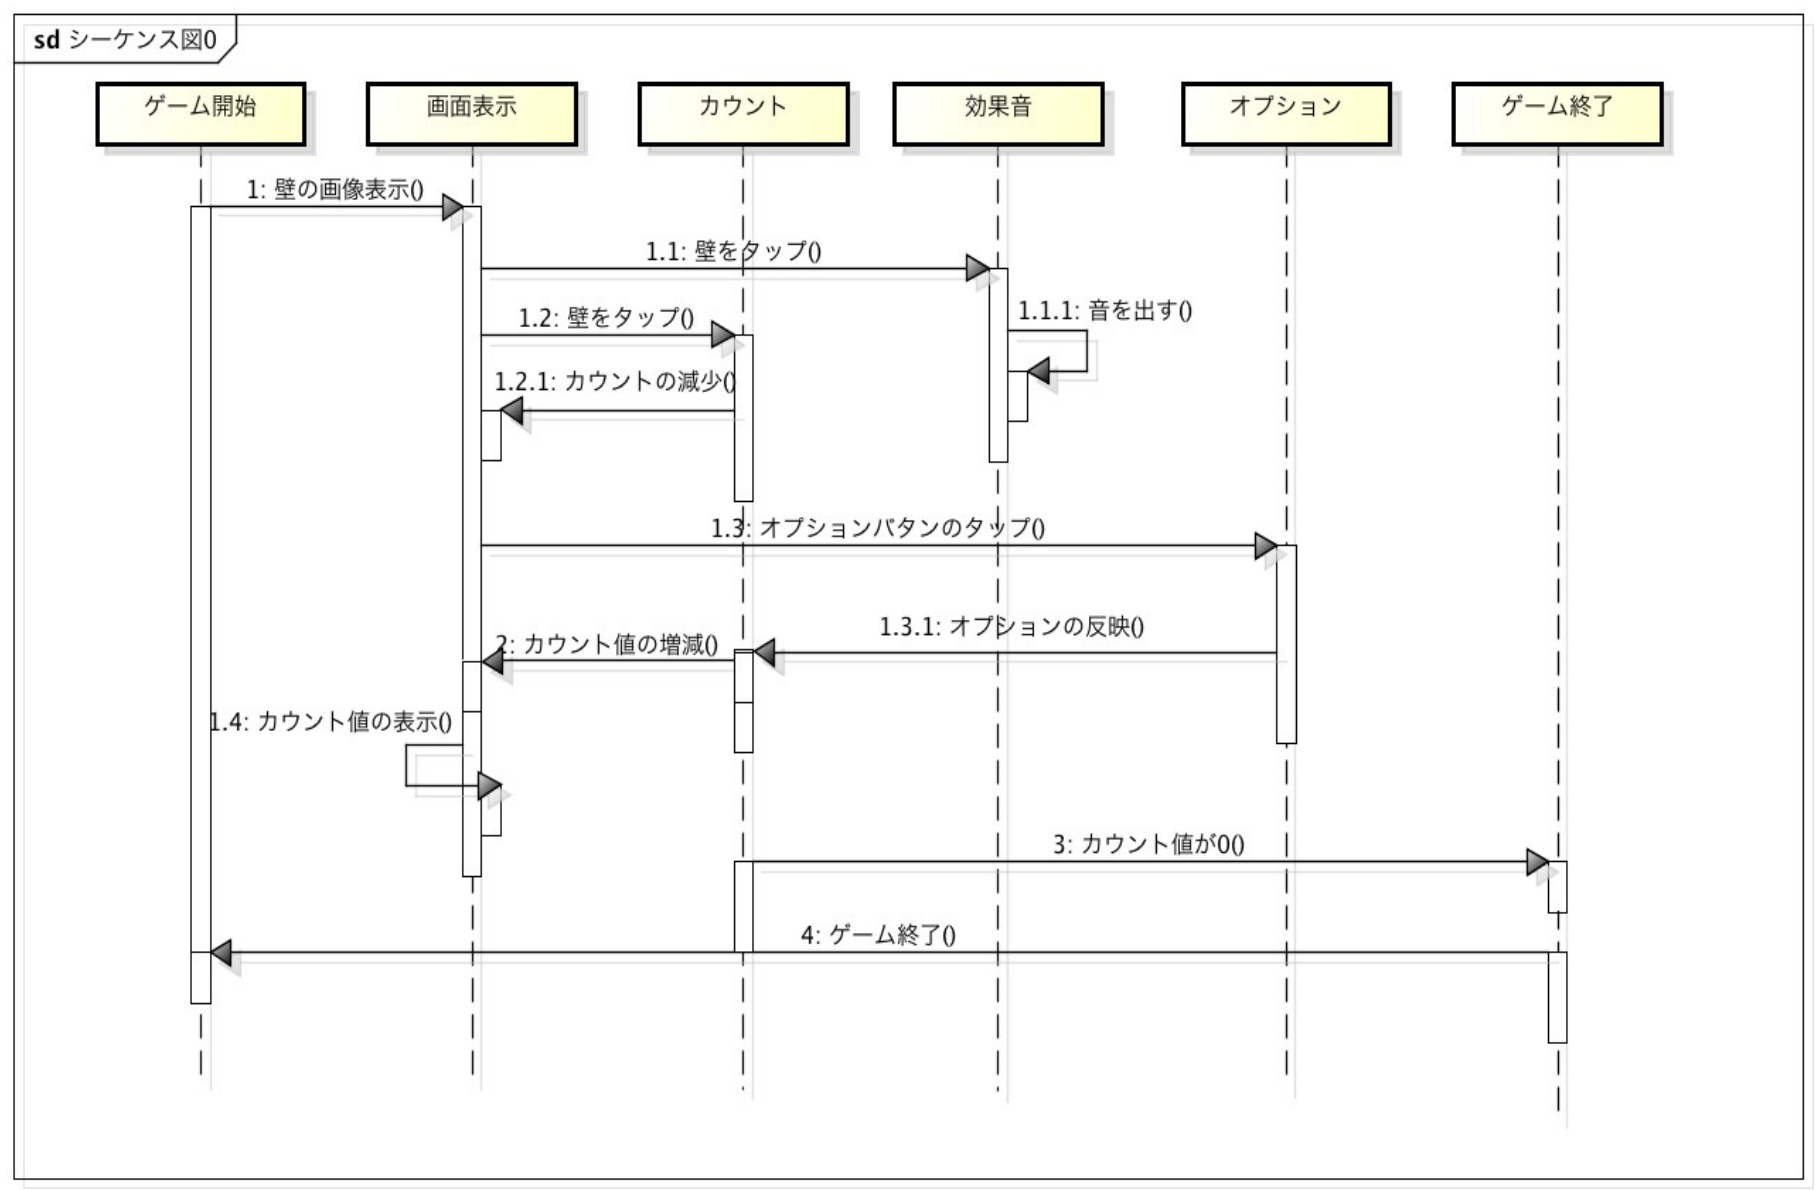 sd シーケンス図0
ゲーム開始
画面表示
カウント
効果音
オプション
ゲーム終了
1: 壁の画像表示()
1.1: 壁をタップ()
1.1.1: 音を出す()
1.2: 壁をタップ()
1.2.1: カウントの減少()
1.3: オプションバタンのタップ()
1.3.1: オプションの反映()
2: カウント値の増減()
1.4: カウント値の表示()
3: カウント値が0()
4: ゲーム終了()